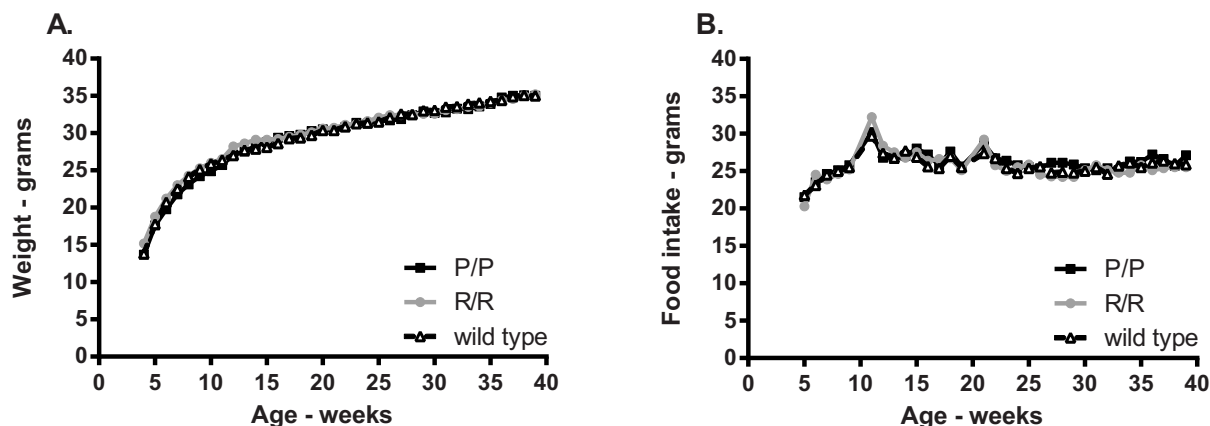 A.
Weight - grams
40
35
30
25
20
15
10
5
0
0 5 10 15 20 25 30 35 40
Age - weeks
P/P
R/R
wild type
B.
Food intake - grams
40
35
30
25
20
15
10
5
0
0 5 10 15 20 25 30 35 40
Age - weeks
P/P
R/R
wild type